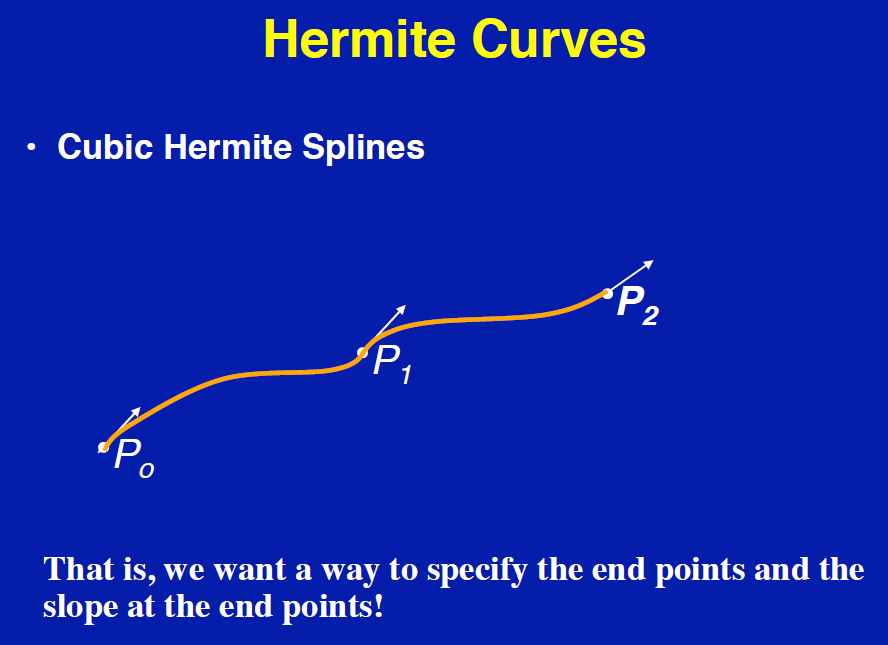 Hermite Curves
• Cubic Hermite Splines
P2
P1
Po
That is, we want a way to specify the end points and the
slope at the end points!